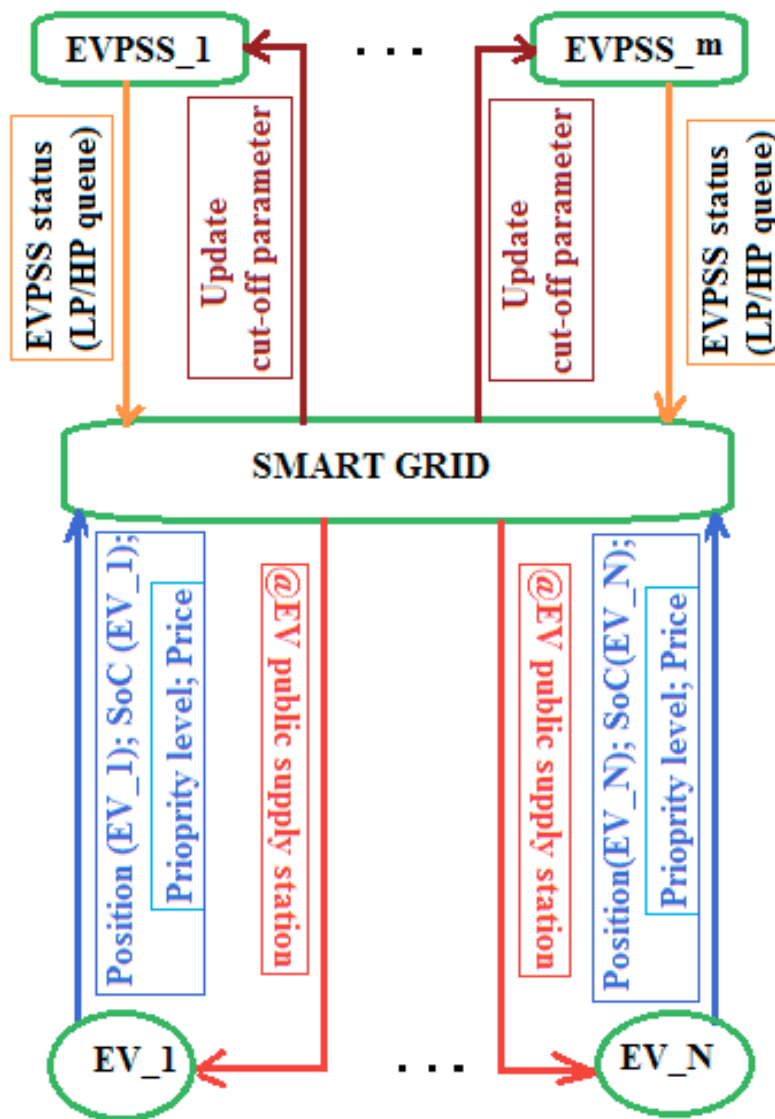 EVPSS_1
. . .
EVPSS_m
EVPSS status
(LP/HP queue)
Update
cut-off parameter
Update
cut-off parameter
EVPSS status
(LP/HP queue)
SMART GRID
Position (EV_1); SoC (EV_1);
Prioprity level; Price
@EV public supply station
@EV public supply station
Position(EV_N); SoC(EV_N);
Prioprity level; Price
EV_1
. . .
EV_N